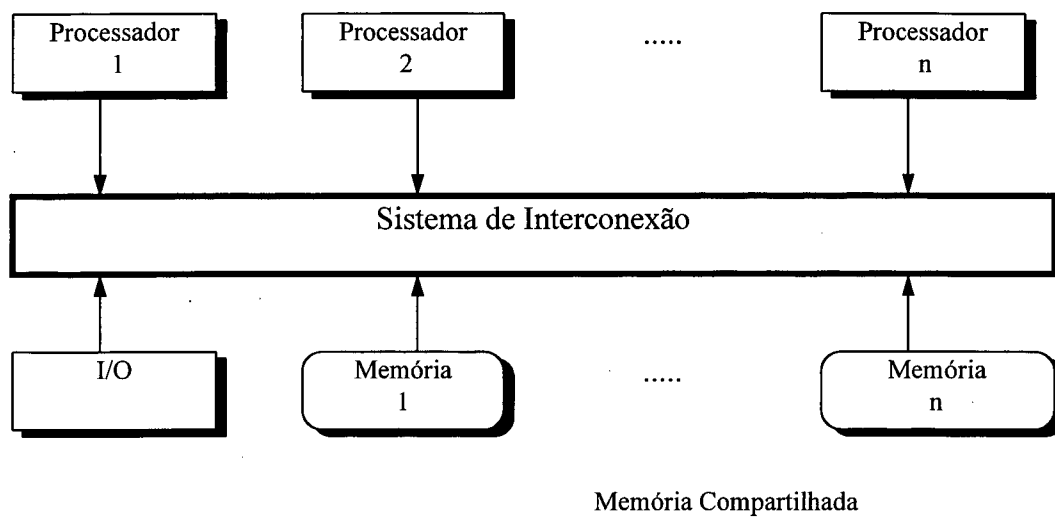 Processador
1
Processador
2
.....
Processador
n
Sistema de Interconexão
I/O
Memória
1
.....
Memória
n
Memória Compartilhada